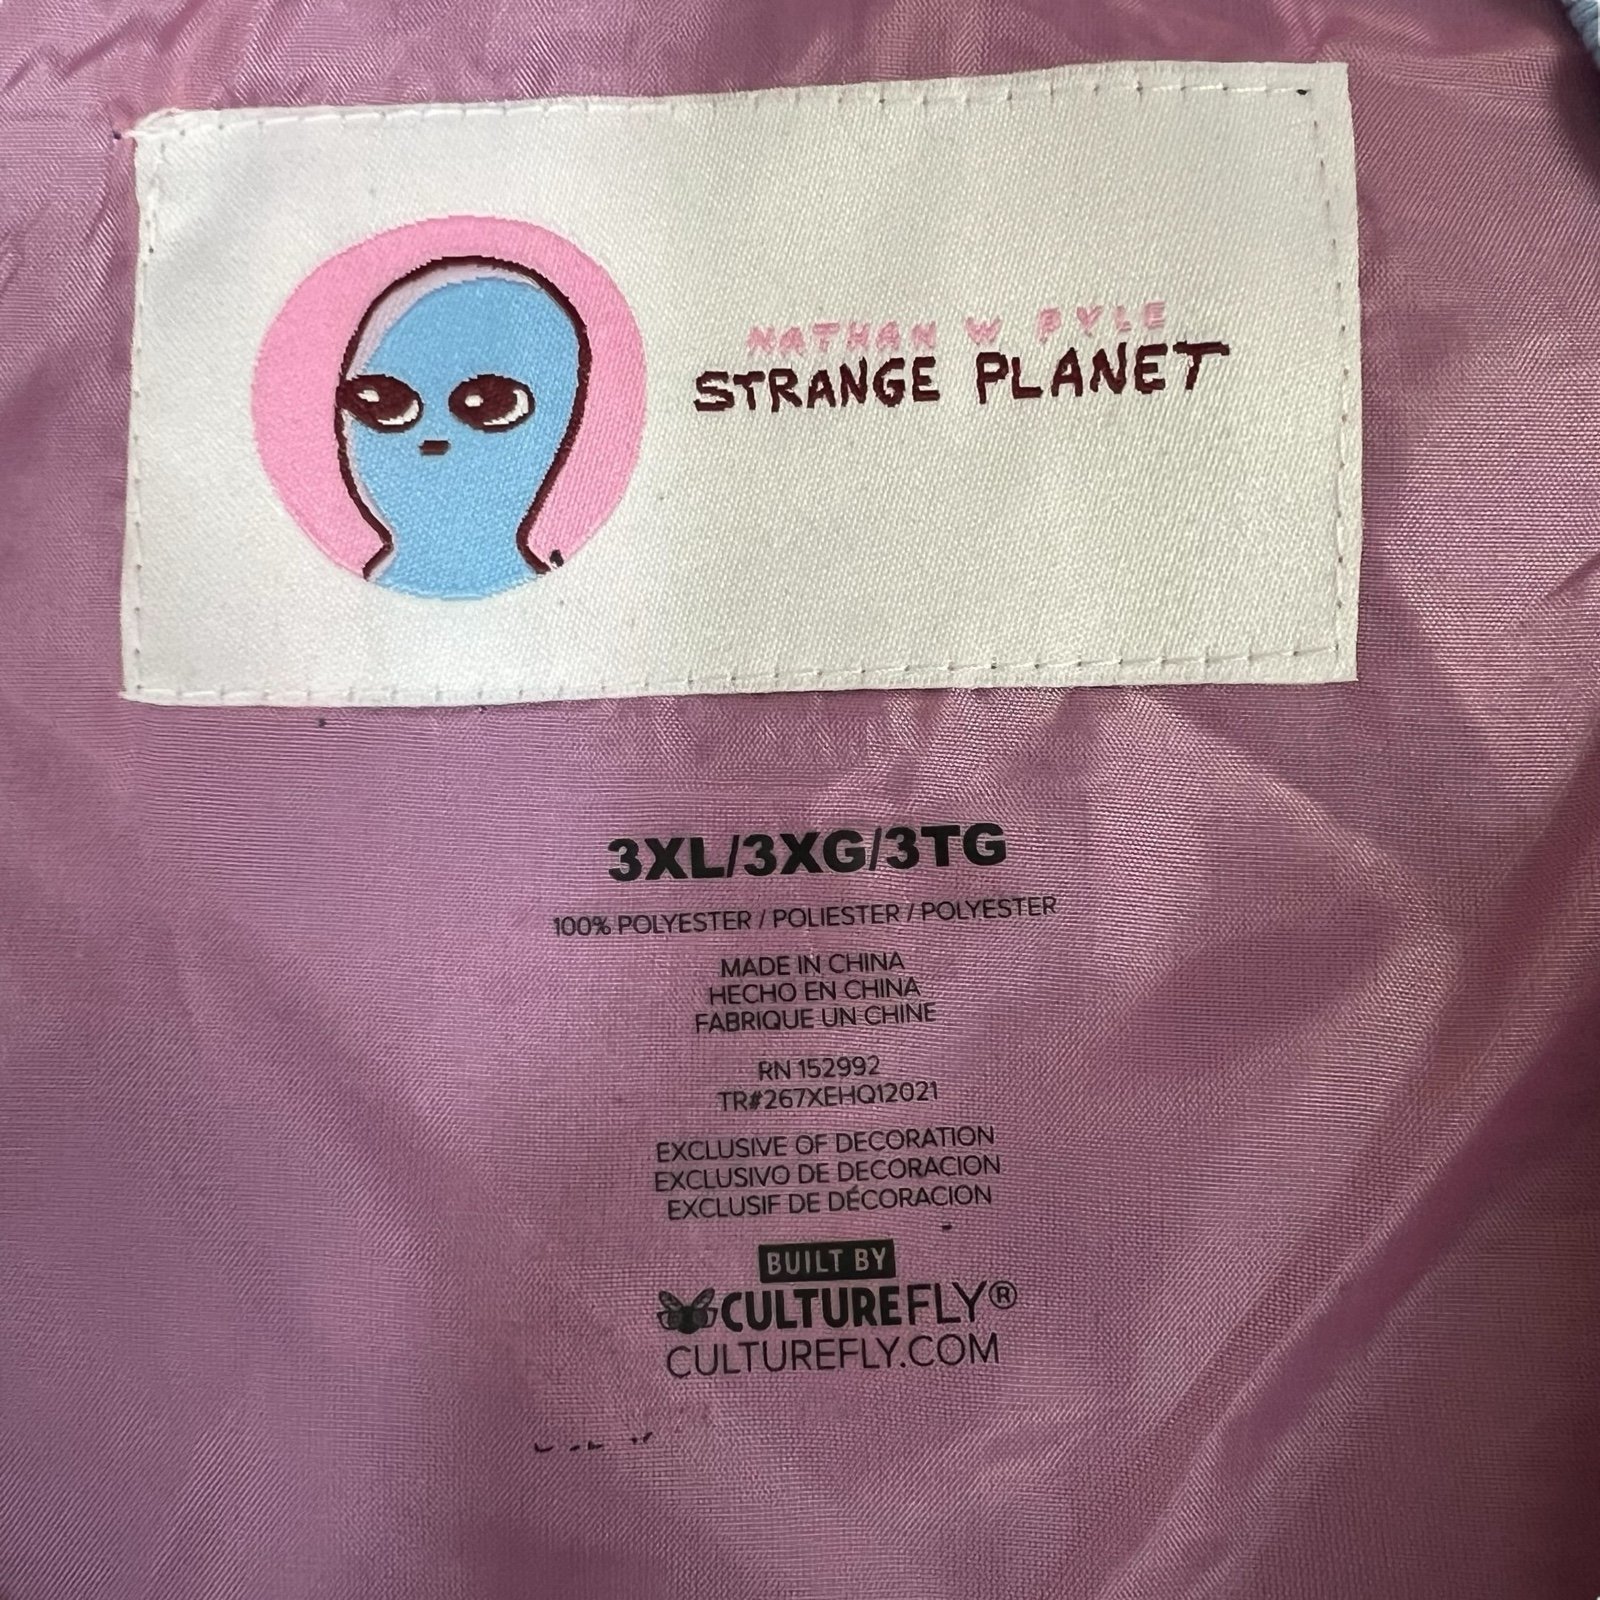 NATHAN W PYLE
STRANGE PLANET
3XL/3XG/3TG
100% POLYESTER / POLIESTER / POLYESTER
MADE IN CHINA
HECHO EN CHINA
FABRIQUE UN CHINE
RN 152992
TR#267XEHQ12021
EXCLUSIVE OF DECORATION
EXCLUSIVO DE DECORACION
EXCLUSIF DE DÉCORACION
BUILT BY
CULTUREFLY®
CULTUREFLY.COM